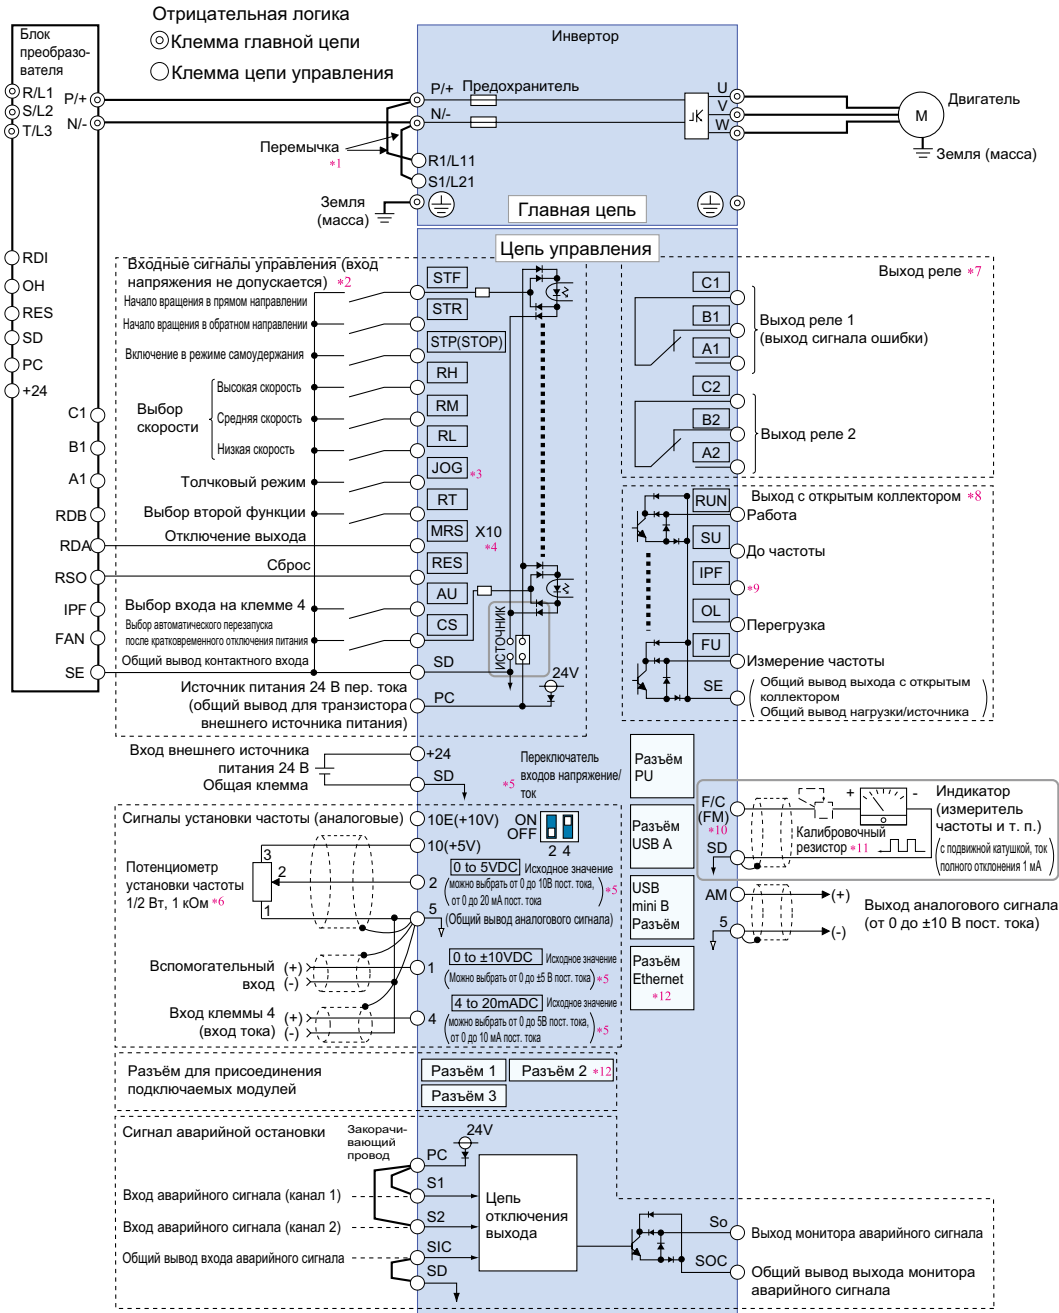 Отрицательная логика
Клемма главной цепи
Клемма цепи управления
Блок
преобразо-
вателя
R/L1
S/L2
T/L3
P/+
N/-
Инвертор
P/+
Предохранитель
N/-
U
V
W
M
Двигатель
Земля (масса)
Перемычка
*1
R1/L11
S1/L21
Земля
(масса)
Главная цепь
Цепь управления
RDI
OH
RES
SD
PC
+24
C1
B1
A1
RDB
RDA
RSO
IPF
FAN
SE
Входные сигналы управления (вход
напряжения не допускается) *2
Начало вращения в прямом направлении
Начало вращения в обратном направлении
Включение в режиме самоудержания
Выбор
скорости
Высокая скорость
Средняя скорость
Низкая скорость
Толчковый режим
Выбор второй функции
Отключение выхода
Сброс
Выбор входа на клемме 4
Выбор автоматического перезапуска
после кратковременного отключения питания
Общий вывод контактного входа
Источник питания 24 В пер. тока
(общий вывод для транзистора
внешнего источника питания)
STF
STR
STP(STOP)
RH
RM
RL
JOG *3
RT
MRS X10
*4
RES
AU
CS
SD
PC
ИСТОЧНИК
24V
Выход реле *7
C1
B1
A1
Выход реле 1
(выход сигнала ошибки)
C2
B2
A2
Выход реле 2
RUN
Выход с открытым коллектором *8
Работа
SU
До частоты
IPF
*9
OL
Перегрузка
FU
Измерение частоты
SE
Общий вывод выхода с открытым
коллектором
Общий вывод нагрузки/источника
Вход внешнего источника
питания 24 В
Общая клемма
+24
SD
*5
Переключатель
входов напряжение/
ток
ON
OFF
2 4
Сигналы установки частоты (аналоговые)
10E(+10V)
10(+5V)
Потенциометр
установки частоты
1/2 Вт, 1 кОм *6
3
2
1
2
0 to 5VDC Исходное значение
(можно выбрать от 0 до 10В пост. тока,
от 0 до 20 мА пост. тока) *5
5
(Общий вывод аналогового сигнала)
Вспомогательный
вход
(+)
(-)
1
0 to ±10VDC Исходное значение
(Можно выбрать от 0 до ±5 В пост. тока) *5
Вход клеммы 4
(вход тока)
(+)
(-)
4
4 to 20mADC Исходное значение
(можно выбрать от 0 до 5В пост. тока,
от 0 до 10 мА пост. тока) *5
Разъём
PU
Разъём
USB A
USB
mini B
Разъём
Разъём
Ethernet
*12
F/C
(FM)
*10
SD
+ -
Калибровочный
резистор *11
Индикатор
(измеритель
частоты и т. п.)
(с подвижной катушкой, ток
полного отклонения 1 мА)
AM
5
(+)
(-)
Выход аналогового сигнала
(от 0 до ±10 В пост. тока)
Разъём для присоединения
подключаемых модулей
Разъём 1
Разъём 2 *12
Разъём 3
Сигнал аварийной остановки
Закорачи-
вающий
провод
24V
PC
S1
S2
SIC
SD
Вход аварийного сигнала (канал 1)
Вход аварийного сигнала (канал 2)
Общий вывод входа аварийного сигнала
Цепь
отключения
выхода
So
SOC
Выход монитора аварийного сигнала
Общий вывод выхода монитора
аварийного сигнала